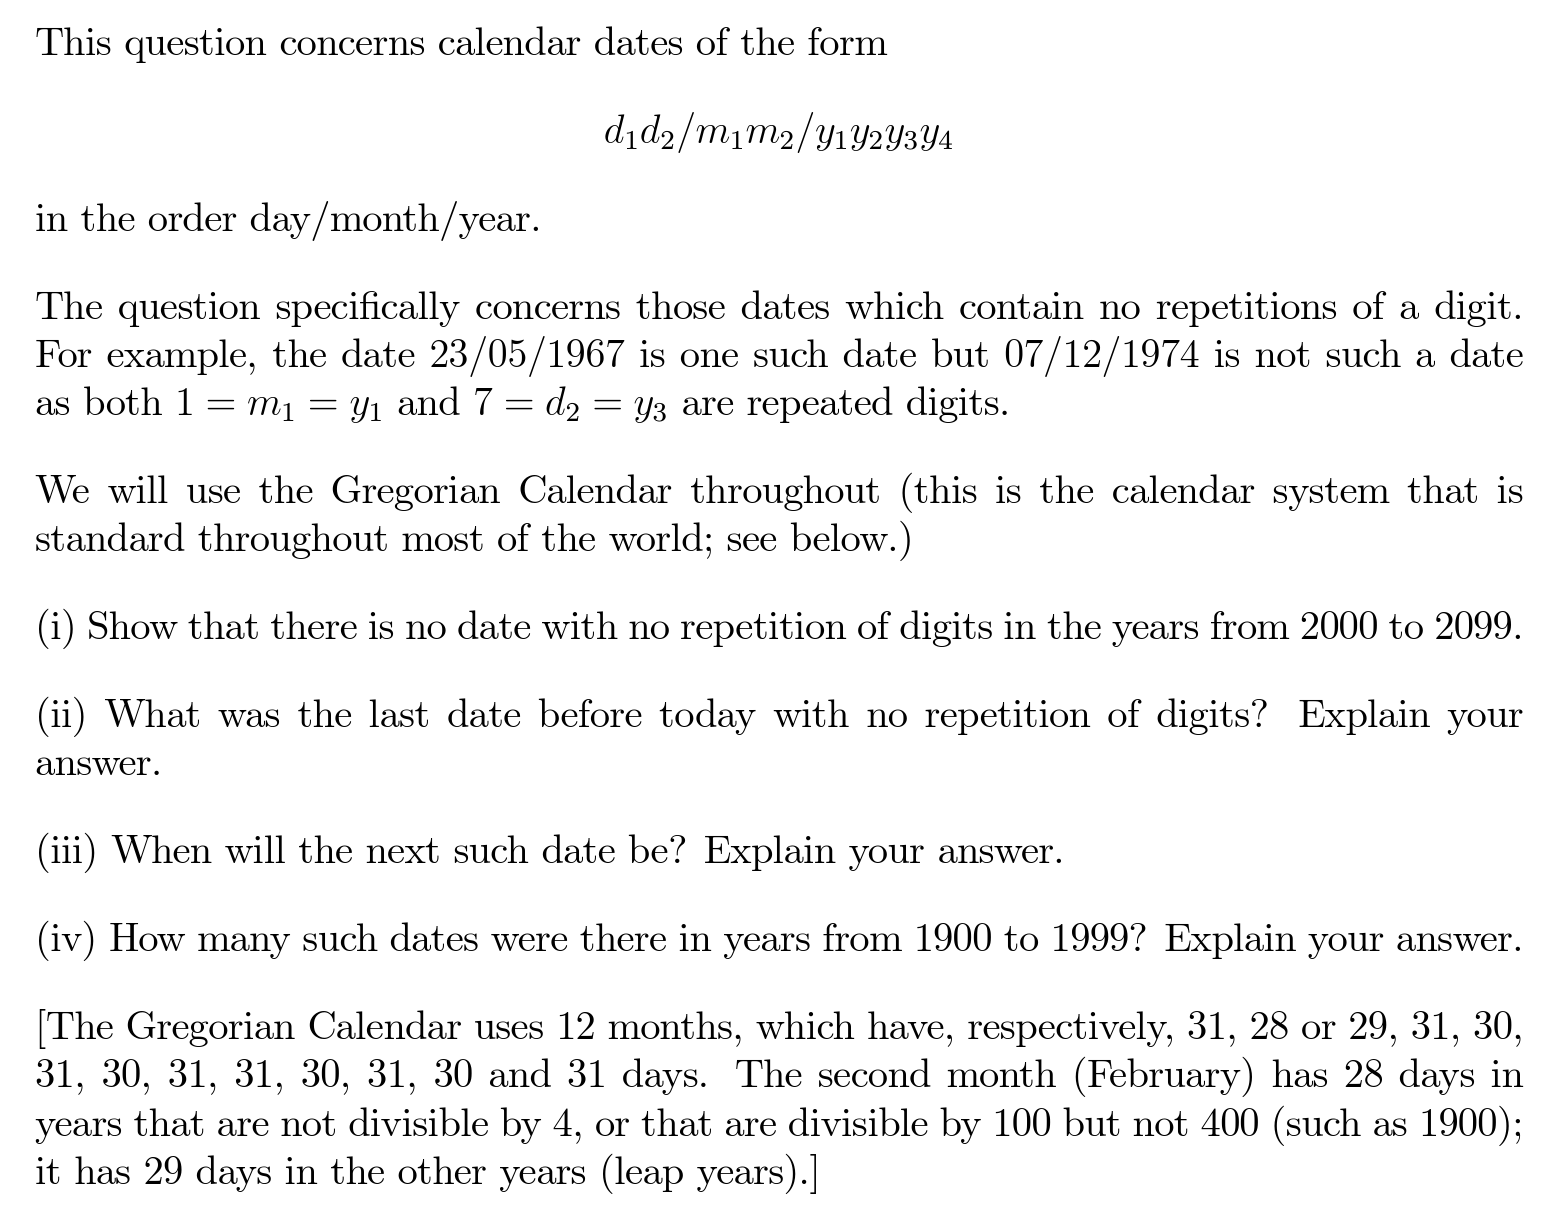 This question concerns calendar dates of the form
d₁d₂/m₁m₂/y₁y₂y₃y₄
in the order day/month/year.
The question specifically concerns those dates which contain no repetitions of a digit.
For example, the date 23/05/1967 is one such date but 07/12/1974 is not such a date
as both 1 = m₁ = y₁ and 7 = d₂ = y₃ are repeated digits.
We will use the Gregorian Calendar throughout (this is the calendar system that is
standard throughout most of the world; see below.)
(i) Show that there is no date with no repetition of digits in the years from 2000 to 2099.
(ii) What was the last date before today with no repetition of digits? Explain your
answer.
(iii) When will the next such date be? Explain your answer.
(iv) How many such dates were there in years from 1900 to 1999? Explain your answer.
[The Gregorian Calendar uses 12 months, which have, respectively, 31, 28 or 29, 31, 30,
31, 30, 31, 31, 30, 31, 30 and 31 days. The second month (February) has 28 days in
years that are not divisible by 4, or that are divisible by 100 but not 400 (such as 1900);
it has 29 days in the other years (leap years).]